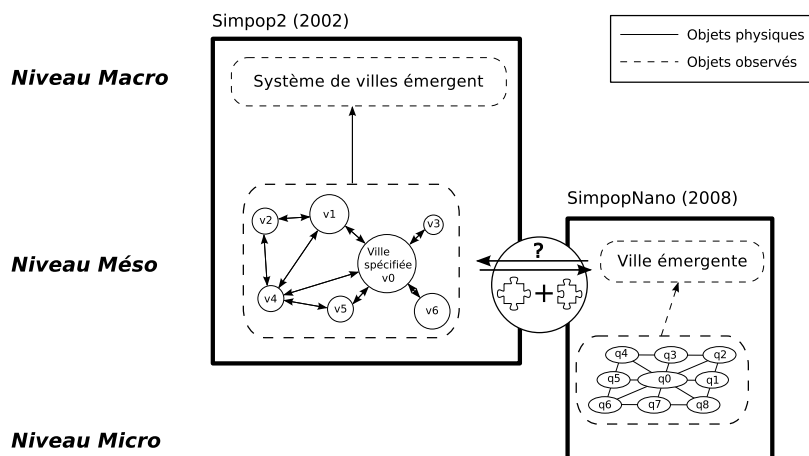 Simpop2 (2002)
Objets physiques
Objets observés
Niveau Macro
Système de villes émergent
SimpopNano (2008)
v1
v2
v3
Ville
spécifiée
v0
v4
v5
v6
Niveau Méso
?
+
Ville émergente
q4
q3
q2
q5
q0
q1
q6
q7
q8
Niveau Micro